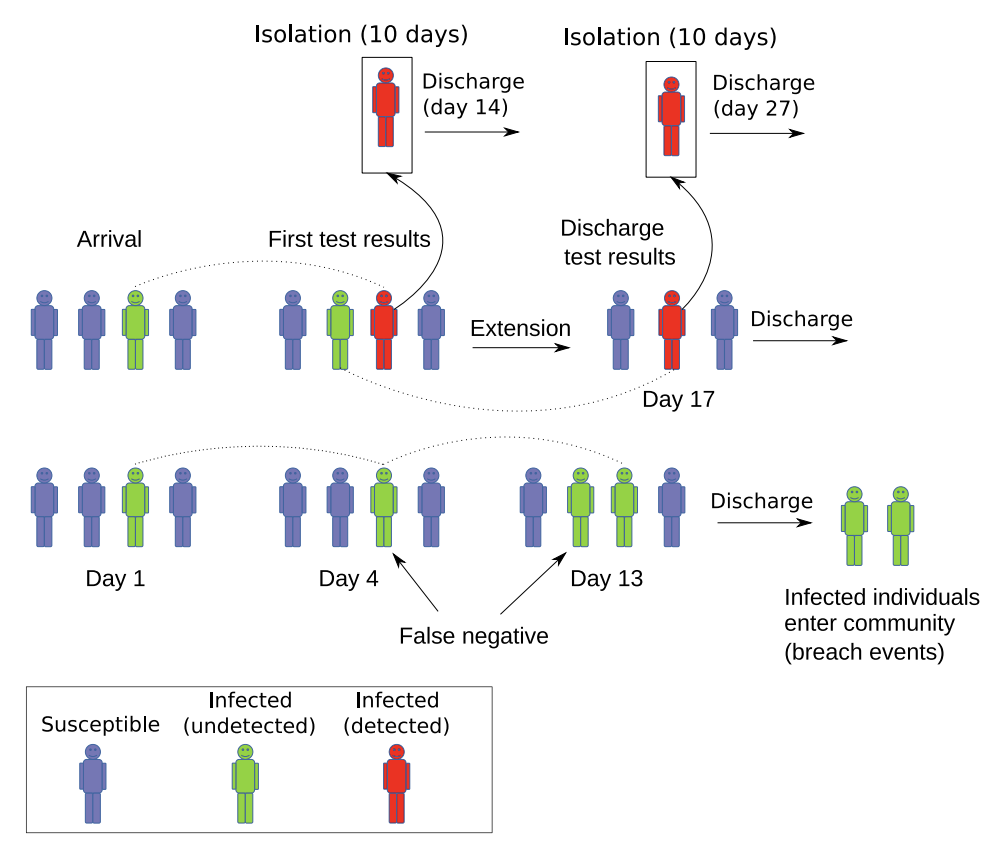 Isolation (10 days)
Isolation (10 days)
Discharge
(day 14)
Discharge
(day 27)
Arrival
First test results
Discharge
test results
Extension
Discharge
Day 17
Day 1
Day 4
Day 13
Discharge
False negative
Infected individuals
enter community
(breach events)
Susceptible
Infected
(undetected)
Infected
(detected)